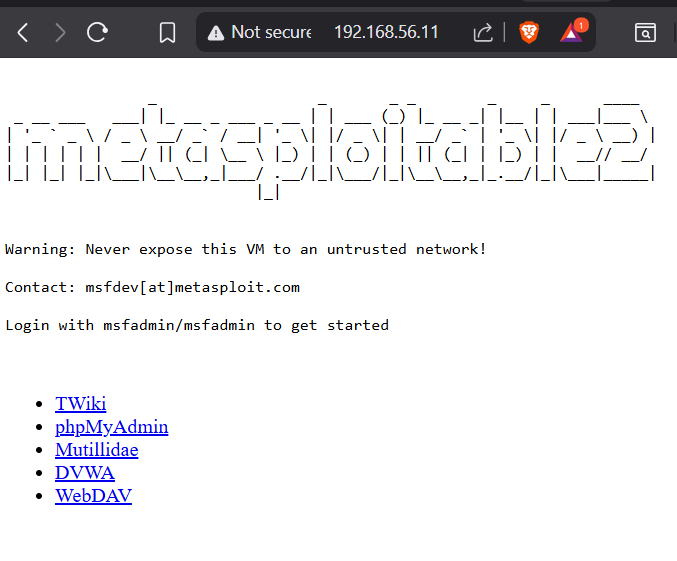 Not secure 192.168.56.11
1
metasploitable2
Warning: Never expose this VM to an untrusted network!
Contact: msfdev[at]metasploit.com
Login with msfadmin/msfadmin to get started
TWiki
phpMyAdmin
Mutillidae
DVWA
WebDAV